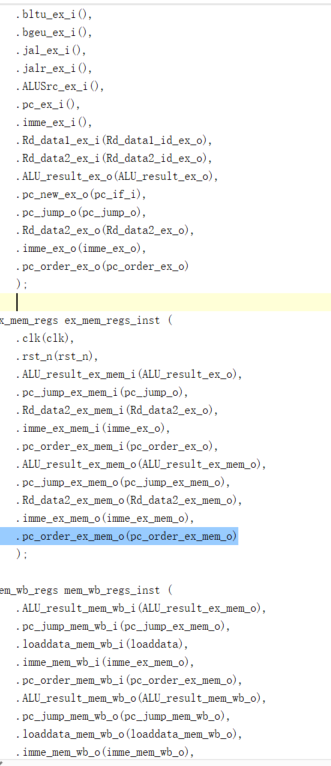 .bltu_ex_i(),
.bgeu_ex_i(),
.jal_ex_i(),
.jalr_ex_i(),
.ALUSrc_ex_i(),
.pc_ex_i(),
.imme_ex_i(),
.Rd_data1_ex_i(Rd_data1_id_ex_o),
.Rd_data2_ex_i(Rd_data2_id_ex_o),
.ALU_result_ex_o(ALU_result_ex_o),
.pc_new_ex_o(pc_if_i),
.pc_jump_o(pc_jump_o),
.Rd_data2_ex_o(Rd_data2_ex_o),
.imme_ex_o(imme_ex_o),
.pc_order_ex_o(pc_order_ex_o)
);
x_mem_regs ex_mem_regs_inst (
.clk(clk),
.rst_n(rst_n),
.ALU_result_ex_mem_i(ALU_result_ex_o),
.pc_jump_ex_mem_i(pc_jump_o),
.Rd_data2_ex_mem_i(Rd_data2_ex_o),
.imme_ex_mem_i(imme_ex_o),
.pc_order_ex_mem_i(pc_order_ex_o),
.ALU_result_ex_mem_o(ALU_result_ex_mem_o),
.pc_jump_ex_mem_o(pc_jump_ex_mem_o),
.Rd_data2_ex_mem_o(Rd_data2_ex_mem_o),
.imme_ex_mem_o(imme_ex_mem_o),
.pc_order_ex_mem_o(pc_order_ex_mem_o)
);
em_wb_regs mem_wb_regs_inst (
.ALU_result_mem_wb_i(ALU_result_ex_mem_o),
.pc_jump_mem_wb_i(pc_jump_ex_mem_o),
.loaddata_mem_wb_i(loaddata),
.imme_mem_wb_i(imme_ex_mem_o),
.pc_order_mem_wb_i(pc_order_ex_mem_o),
.ALU_result_mem_wb_o(ALU_result_mem_wb_o),
.pc_jump_mem_wb_o(pc_jump_mem_wb_o),
.loaddata_mem_wb_o(loaddata_mem_wb_o),
.imme_mem_wb_o(imme_mem_wb_o),